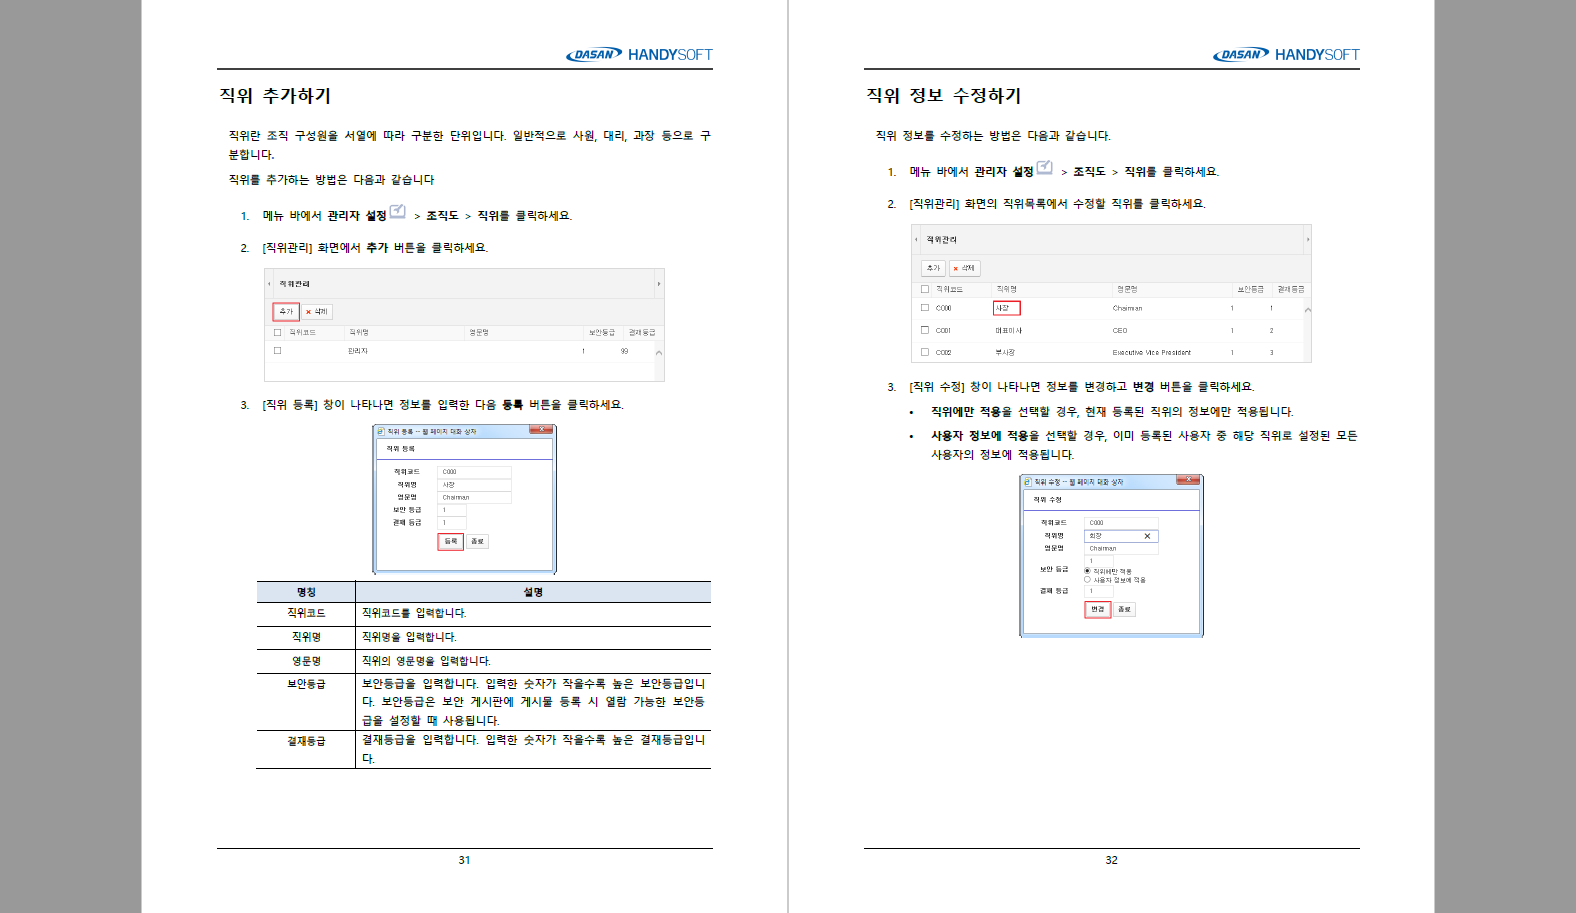 DASAN HANDYSOFT
직위 추가하기
직위란 조직 구성원을 서열에 따라 구분한 단위입니다. 일반적으로 사원, 대리, 과장 등으로 구
분합니다.
직위를 추가하는 방법은 다음과 같습니다
1. 메뉴 바에서 관리자 설정 > 조직도 > 직위를 클릭하세요.
2. [직위관리] 화면에서 추가 버튼을 클릭하세요.
직위관리
추가 × 삭제
직위코드 직위명 영문명 보안등급 결재등급
관리자 1 99
3. [직위 등록] 창이 나타나면 정보를 입력한 다음 등록 버튼을 클릭하세요.
직위 등록 -- 웹 페이지 대화 상자
직위 등록
직위코드 C000
직위명 사장
영문명 Chairman
보안 등급 1
결재 등급 1
등록 종료
명칭 설명
직위코드 직위코드를 입력합니다.
직위명 직위명을 입력합니다.
영문명 직위의 영문명을 입력합니다.
보안등급 보안등급을 입력합니다. 입력한 숫자가 작을수록 높은 보안등급입니
다. 보안등급은 보안 게시판에 게시물 등록 시 열람 가능한 보안등
급을 설정할 때 사용됩니다.
결재등급 결재등급을 입력합니다. 입력한 숫자가 작을수록 높은 결재등급입니
다.
31
DASAN HANDYSOFT
직위 정보 수정하기
직위 정보를 수정하는 방법은 다음과 같습니다.
1. 메뉴 바에서 관리자 설정 > 조직도 > 직위를 클릭하세요.
2. [직위관리] 화면의 직위목록에서 수정할 직위를 클릭하세요.
직위관리
추가 × 삭제
직위코드 직위명 영문명 보안등급 결재등급
C000 사장 Chairman 1 1
C001 대표이사 CEO 1 2
C002 부사장 Executive Vice President 1 3
3. [직위 수정] 창이 나타나면 정보를 변경하고 변경 버튼을 클릭하세요.
• 직위에만 적용을 선택할 경우, 현재 등록된 직위의 정보에만 적용됩니다.
• 사용자 정보에 적용을 선택할 경우, 이미 등록된 사용자 중 해당 직위로 설정된 모든
사용자의 정보에 적용됩니다.
직위 수정 -- 웹 페이지 대화 상자
직위 수정
직위코드 C000
직위명 회장
영문명 Chairman
1
보안 등급 직위에만 적용
사용자 정보에 적용
결재 등급 1
변경 종료
32